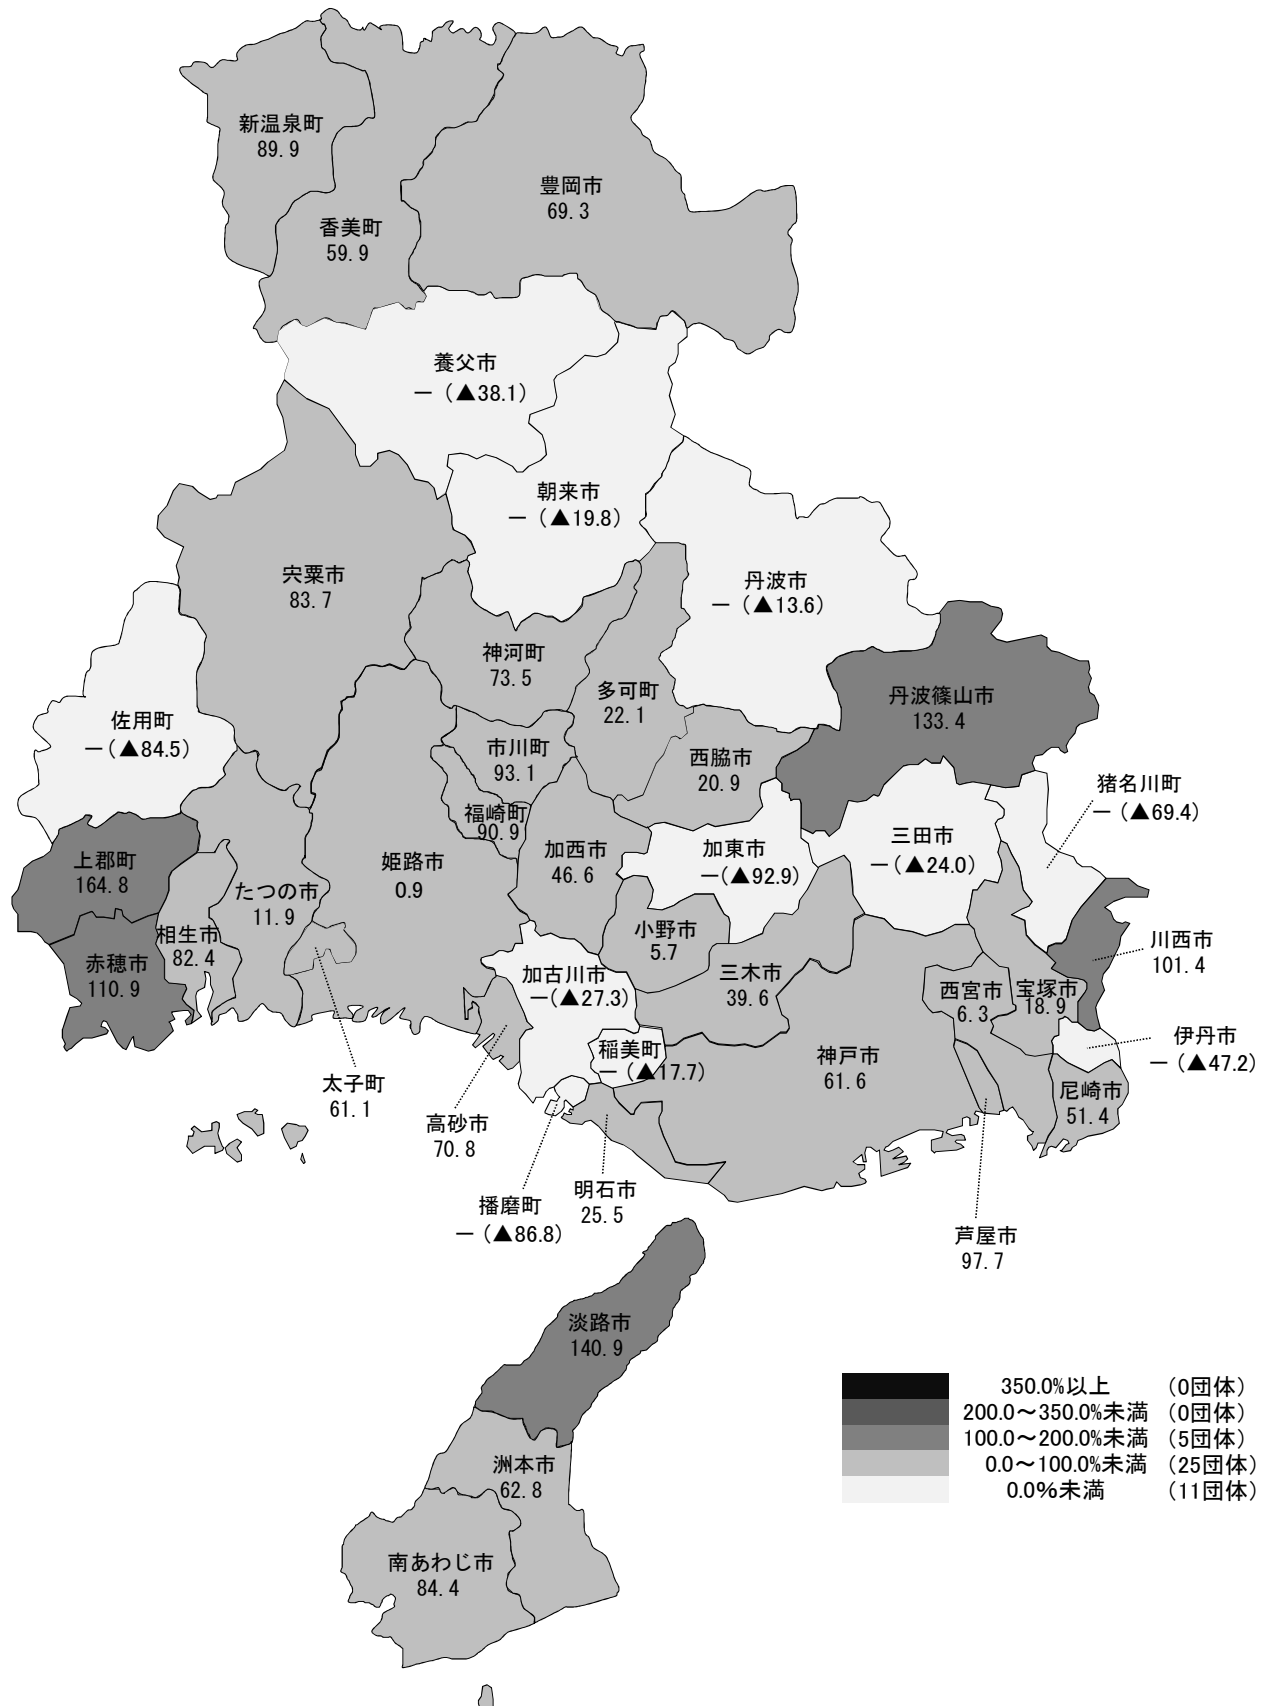 新温泉町
89.9
香美町
59.9
豊岡市
69.3
養父市
－（▲38.1）
朝来市
－（▲19.8）
宍粟市
83.7
丹波市
－（▲13.6）
神河町
73.5
多可町
22.1
丹波篠山市
133.4
佐用町
－（▲84.5）
市川町
93.1
西脇市
20.9
猪名川町
－（▲69.4）
福崎町
90.9
上郡町
164.8
姫路市
0.9
加西市
46.6
加東市
－（▲92.9）
三田市
－（▲24.0）
たつの市
11.9
相生市
82.4
赤穂市
110.9
小野市
5.7
三木市
39.6
川西市
101.4
加古川市
－（▲27.3）
西宮市
6.3
宝塚市
18.9
稲美町
－（▲17.7）
神戸市
61.6
伊丹市
－（▲47.2）
太子町
61.1
尼崎市
51.4
高砂市
70.8
播磨町
－（▲86.8）
明石市
25.5
芦屋市
97.7
淡路市
140.9
洲本市
62.8
南あわじ市
84.4
350.0%以上 （0団体）
200.0～350.0%未満 （0団体）
100.0～200.0%未満 （5団体）
0.0～100.0%未満 （25団体）
0.0%未満 （11団体）